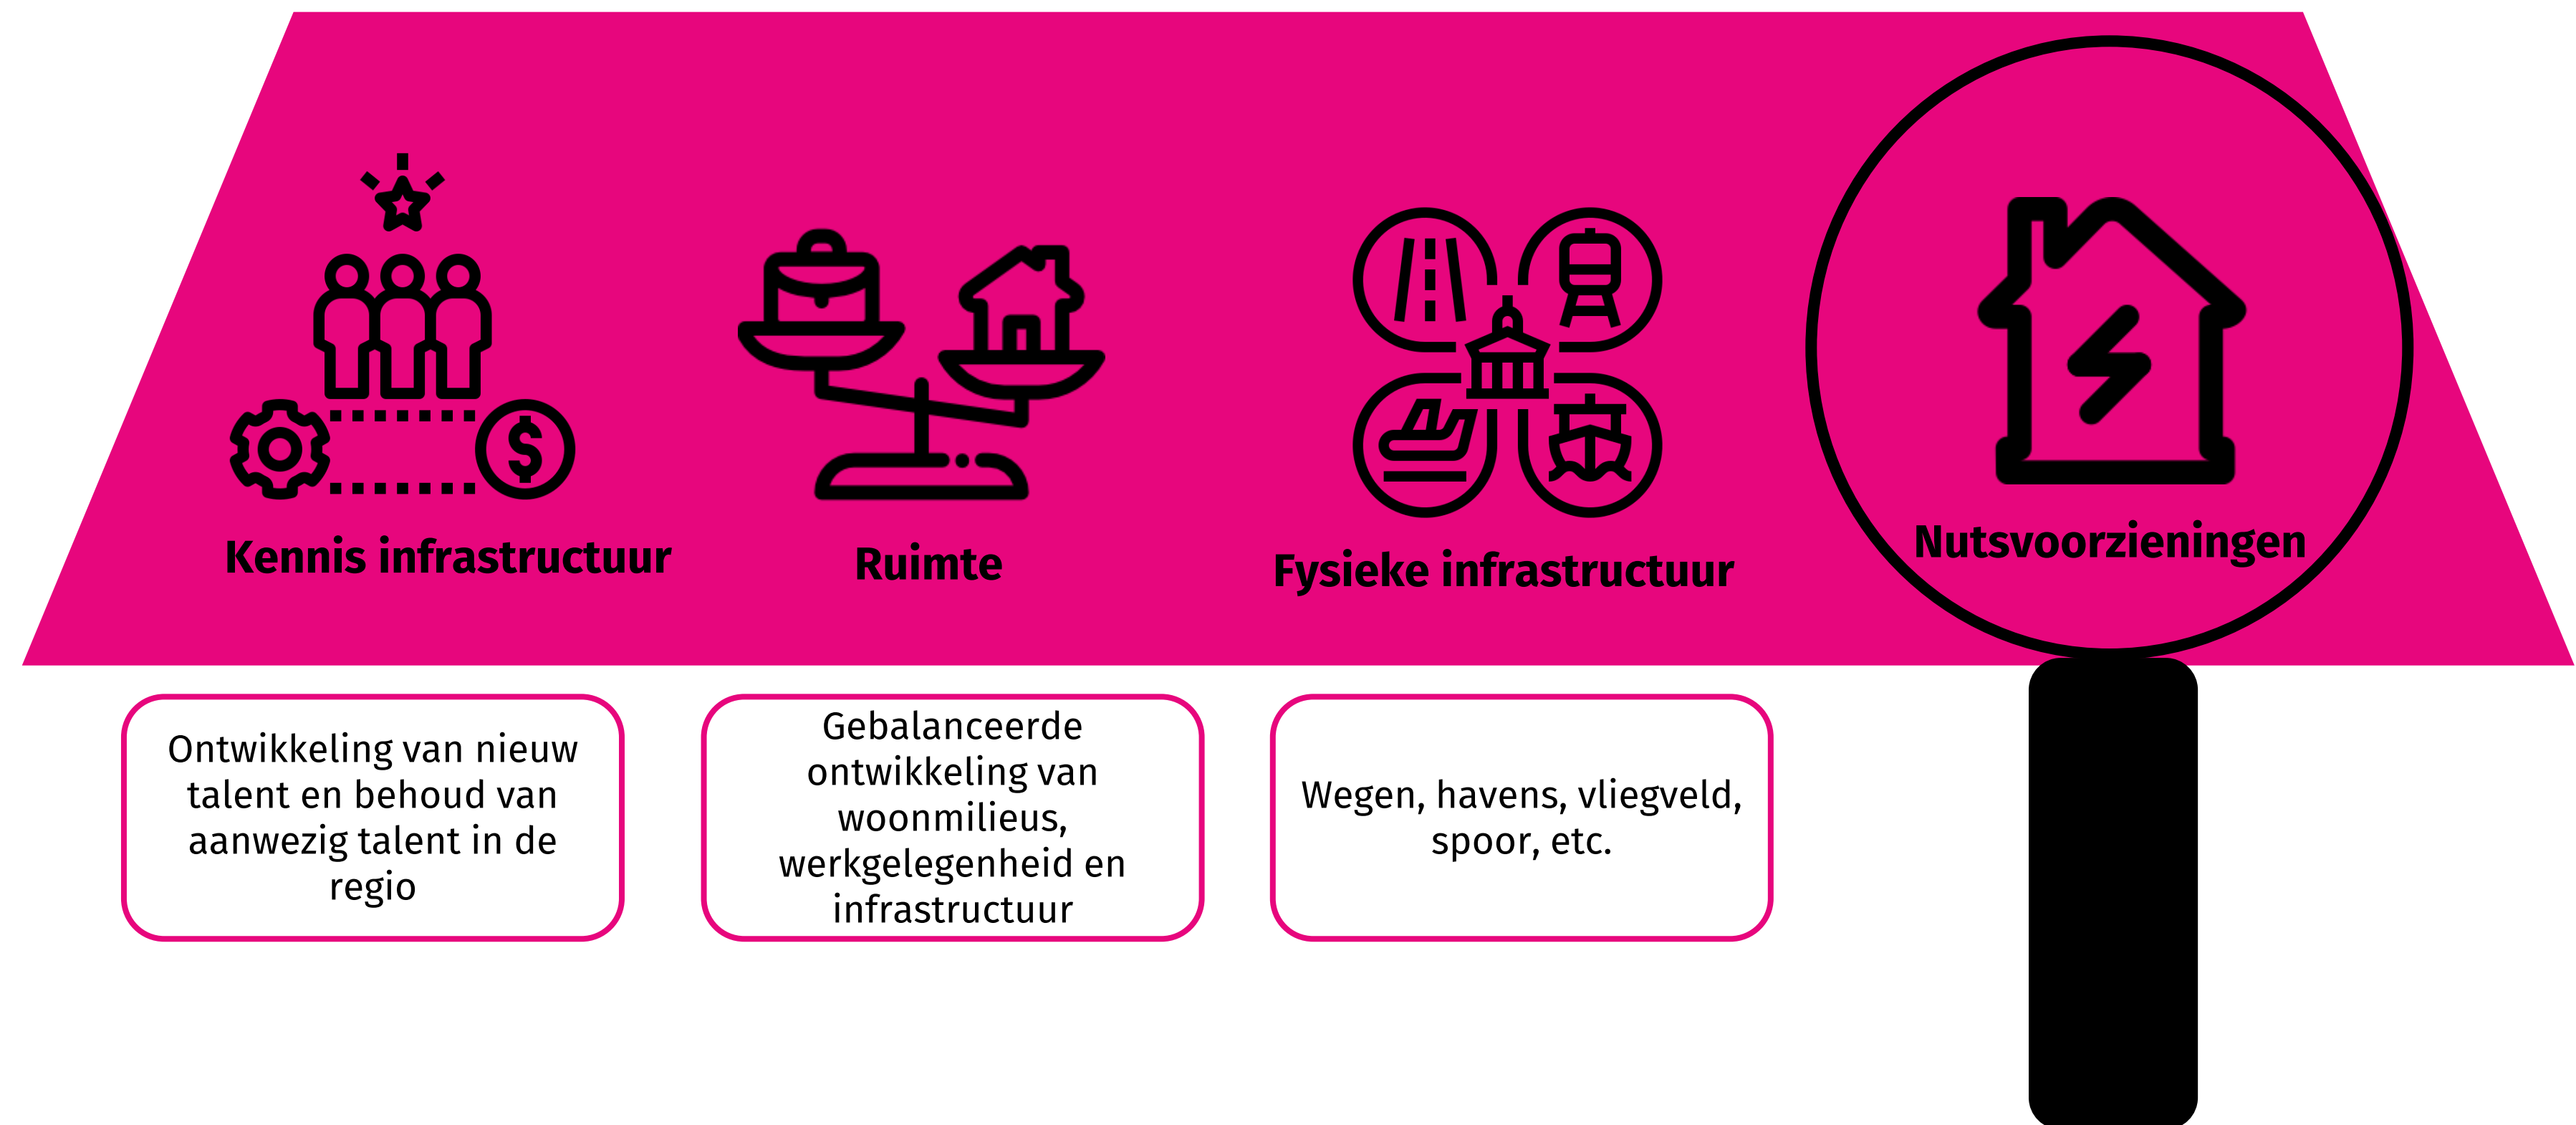 Kennis infrastructuur
Ruimte
Fysieke infrastructuur
Nutsvoorzieningen
Ontwikkeling van nieuw
talent en behoud van
aanwezig talent in de
regio
Gebalanceerde
ontwikkeling van
woonmilieus,
werkgelegenheid en
infrastructuur
Wegen, havens, vliegveld,
spoor, etc.